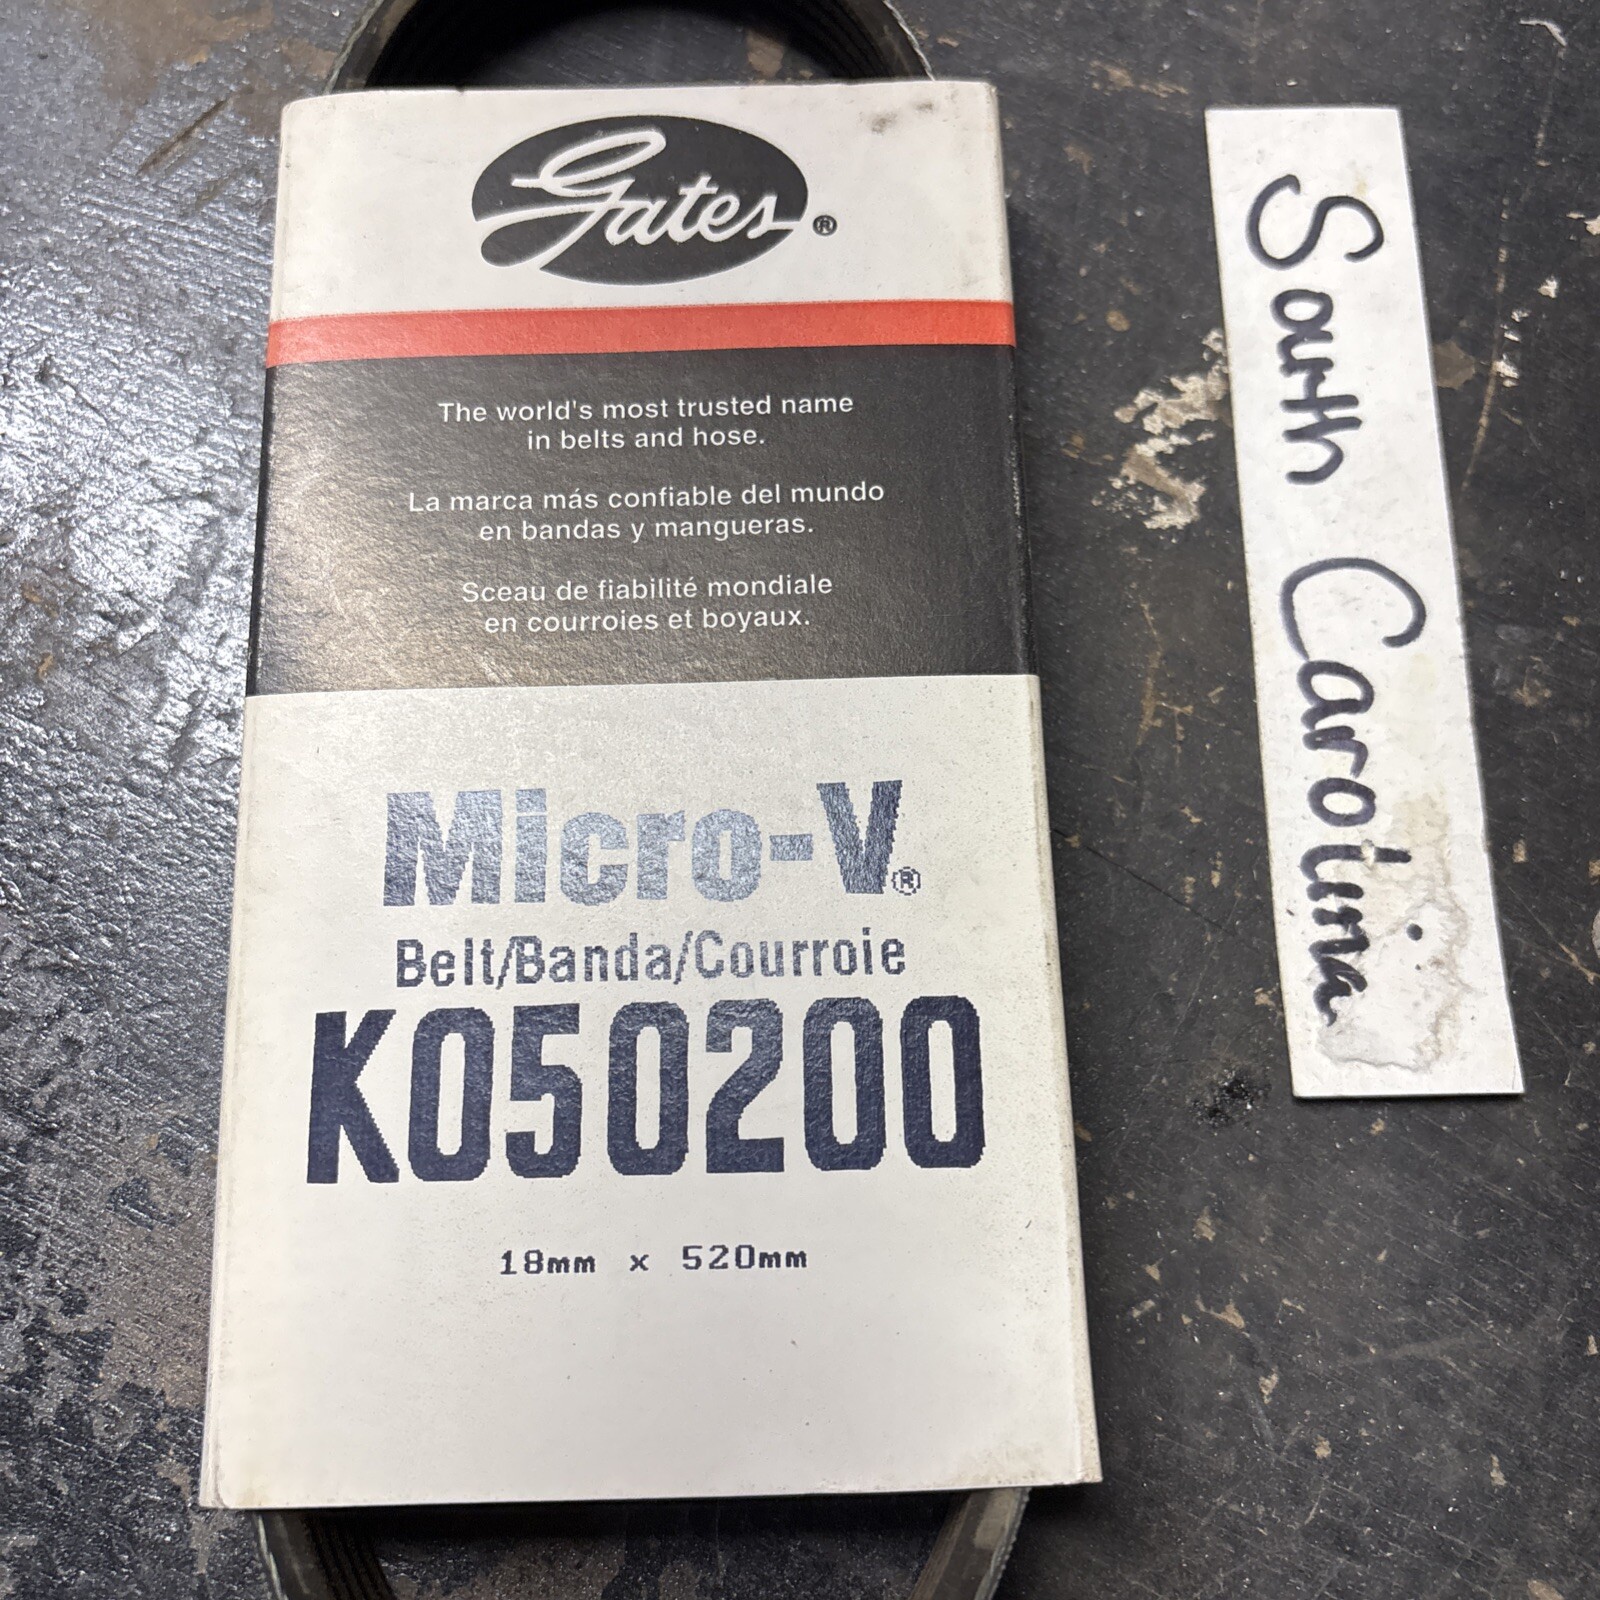 Gates®
The world's most trusted name
in belts and hose.
La marca más confiable del mundo
en bandas y mangueras.
Sceau de fiabilité mondiale
en courroies et boyaux.
Micro-V®
Belt/Banda/Courroie
K050200
18mm x 520mm
South Carolina